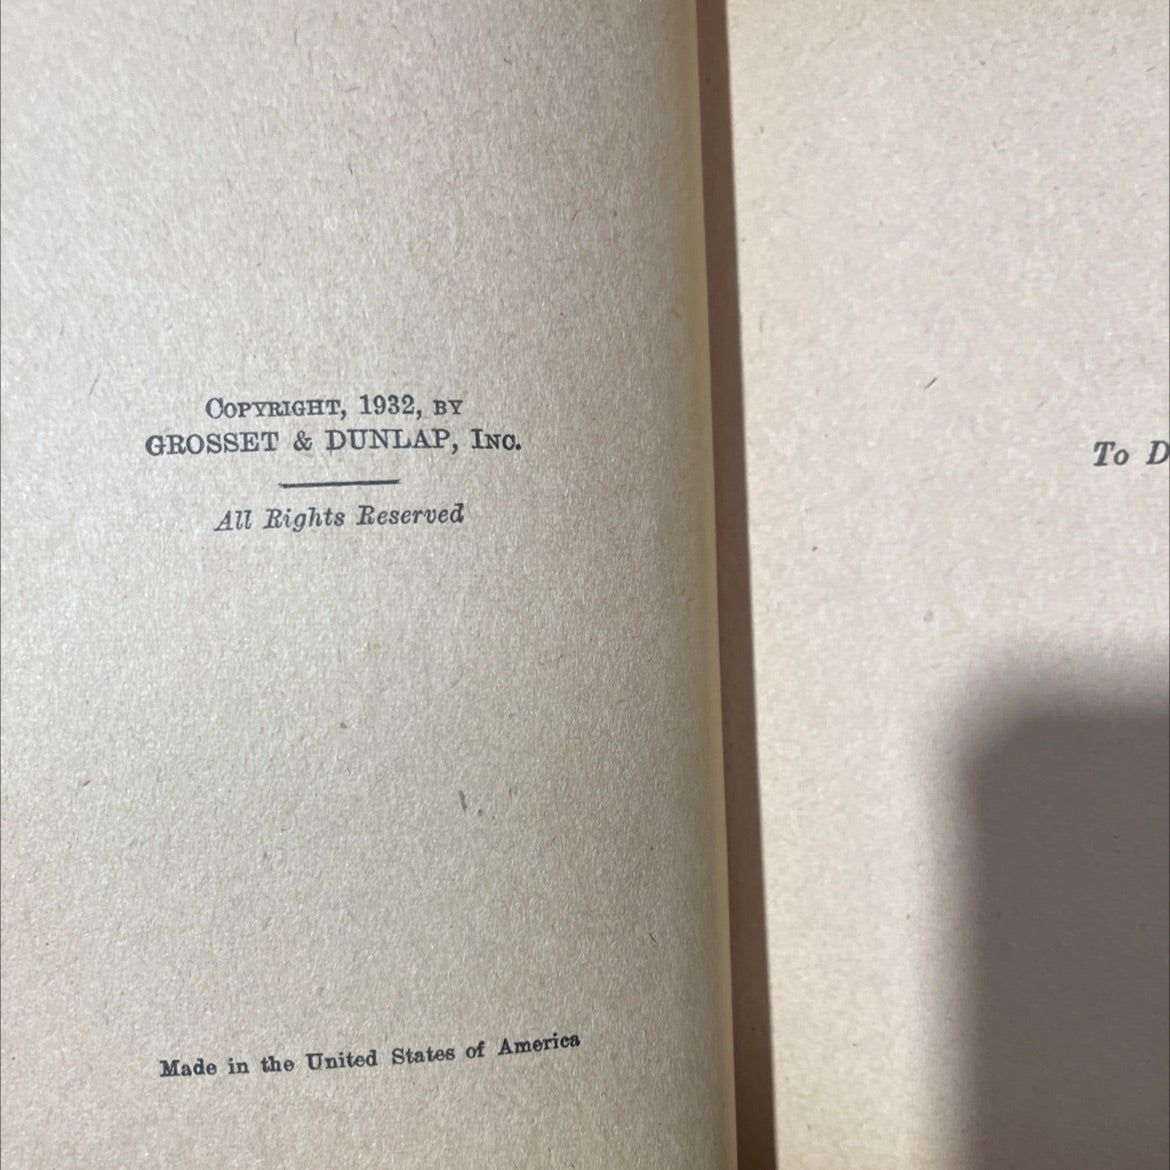 Copyright, 1932, by
GROSSET & DUNLAP, Inc.
All Rights Reserved
Made in the United States of America
To D